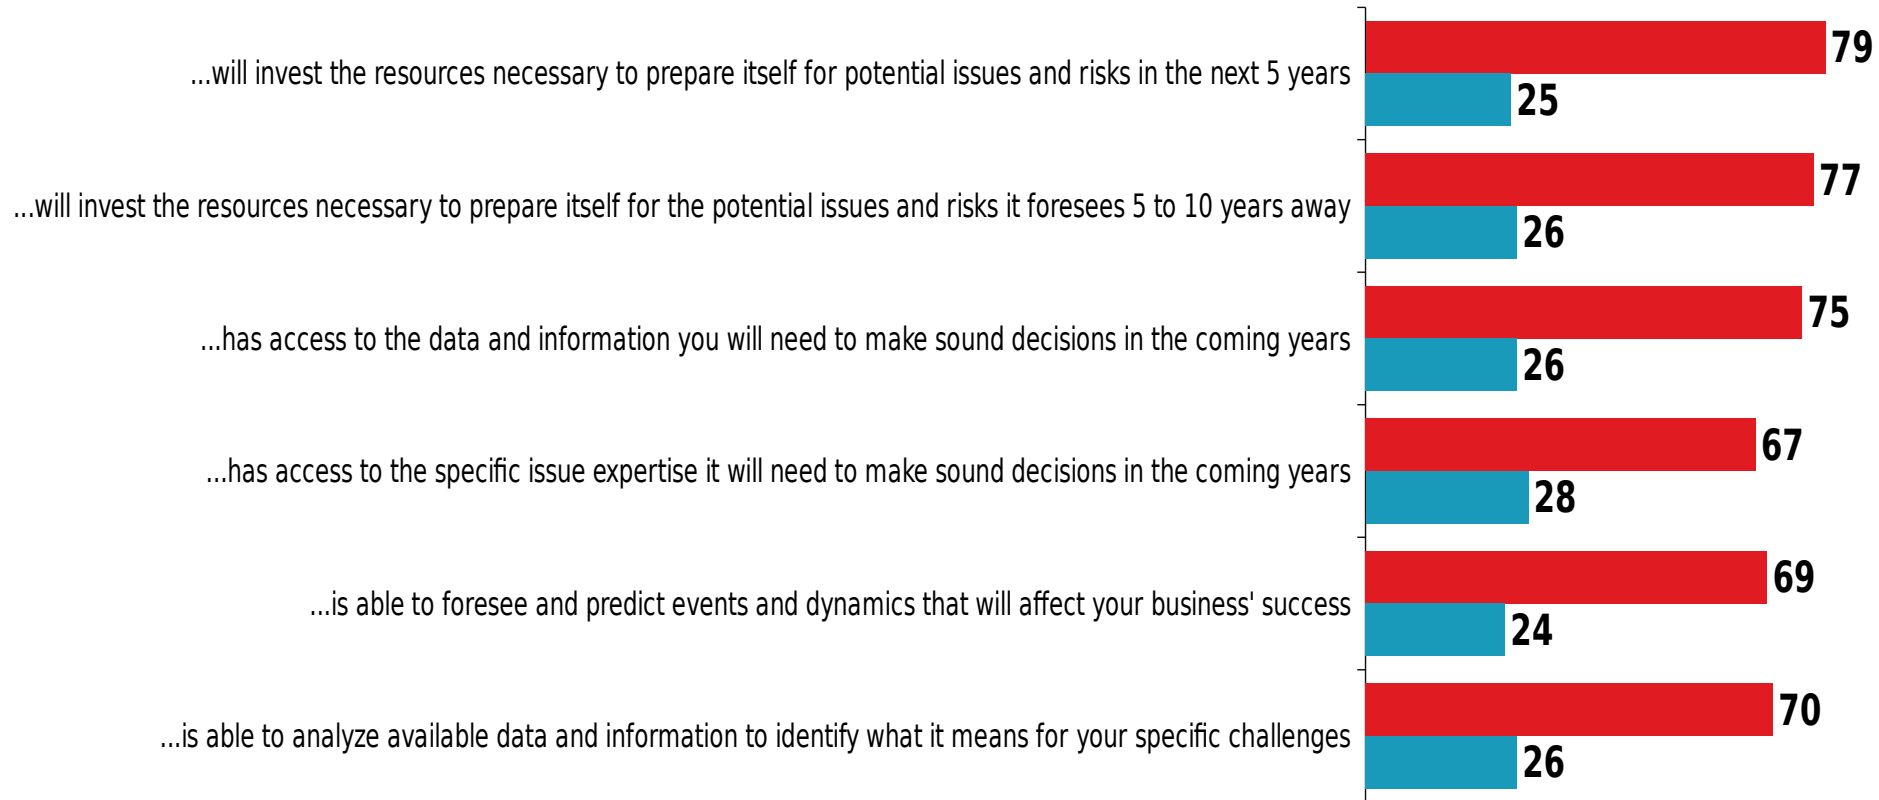 ...will invest the resources necessary to prepare itself for potential issues and risks in the next 5 years
79
25
...will invest the resources necessary to prepare itself for the potential issues and risks it foresees 5 to 10 years away
77
26
...has access to the data and information you will need to make sound decisions in the coming years
75
26
...has access to the specific issue expertise it will need to make sound decisions in the coming years
67
28
...is able to foresee and predict events and dynamics that will affect your business' success
69
24
...is able to analyze available data and information to identify what it means for your specific challenges
70
26